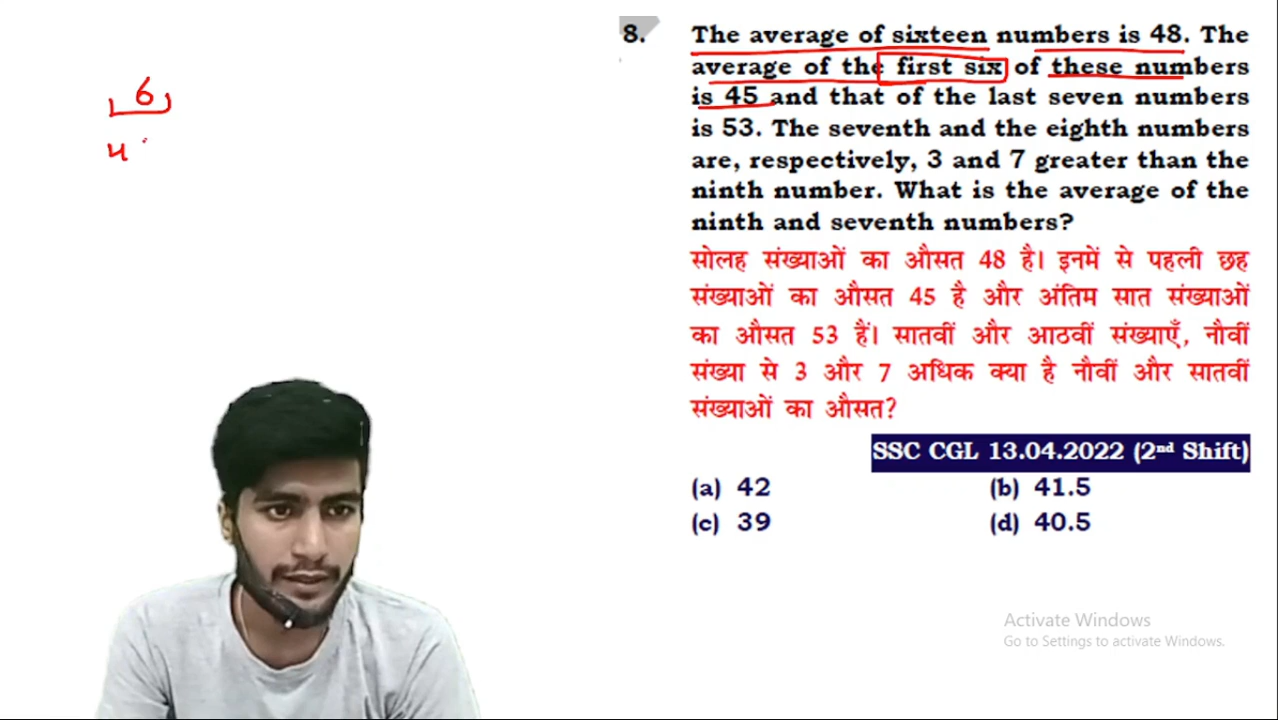 8. The average of sixteen numbers is 48. The
average of the first six of these numbers
is 45 and that of the last seven numbers
is 53. The seventh and the eighth numbers
are, respectively, 3 and 7 greater than the
ninth number. What is the average of the
ninth and seventh numbers?
सोलह संख्याओं का औसत 48 है। इनमें से पहली छह
संख्याओं का औसत 45 है और अंतिम सात संख्याओं
का औसत 53 हैं। सातवीं और आठवीं संख्याएँ, नौवीं
संख्या से 3 और 7 अधिक क्या है नौवीं और सातवीं
संख्याओं का औसत?
SSC CGL 13.04.2022 (2nd Shift)
(a) 42 (b) 41.5
(c) 39 (d) 40.5
6
4
Activate Windows
Go to Settings to activate Windows.